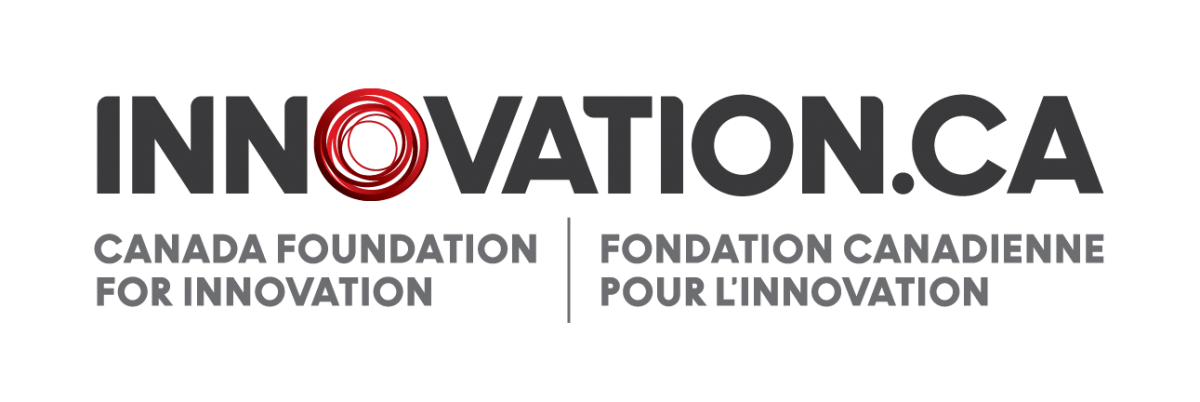 INNOVATION.CA
CANADA FOUNDATION
FOR INNOVATION
FONDATION CANADIENNE
POUR L'INNOVATION